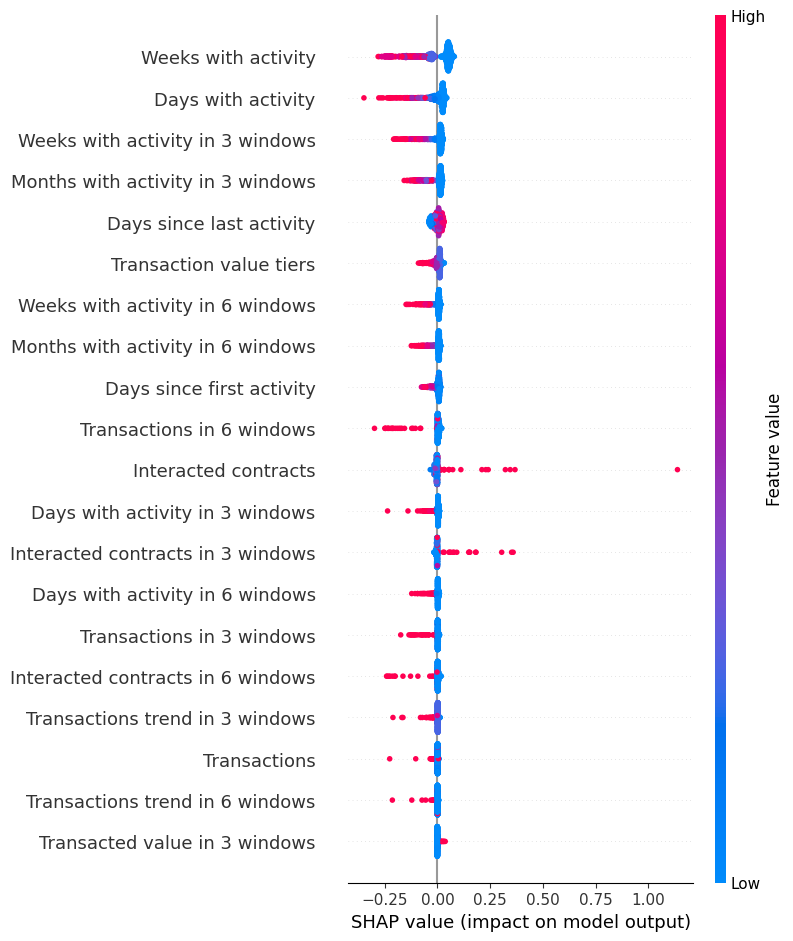 High
Weeks with activity
Days with activity
Weeks with activity in 3 windows
Months with activity in 3 windows
Days since last activity
Transaction value tiers
Weeks with activity in 6 windows
Months with activity in 6 windows
Days since first activity
Transactions in 6 windows
Interacted contracts
Days with activity in 3 windows
Interacted contracts in 3 windows
Days with activity in 6 windows
Transactions in 3 windows
Interacted contracts in 6 windows
Transactions trend in 3 windows
Transactions
Transactions trend in 6 windows
Transacted value in 3 windows
Feature value
Low
−0.25 0.00 0.25 0.50 0.75 1.00
SHAP value (impact on model output)